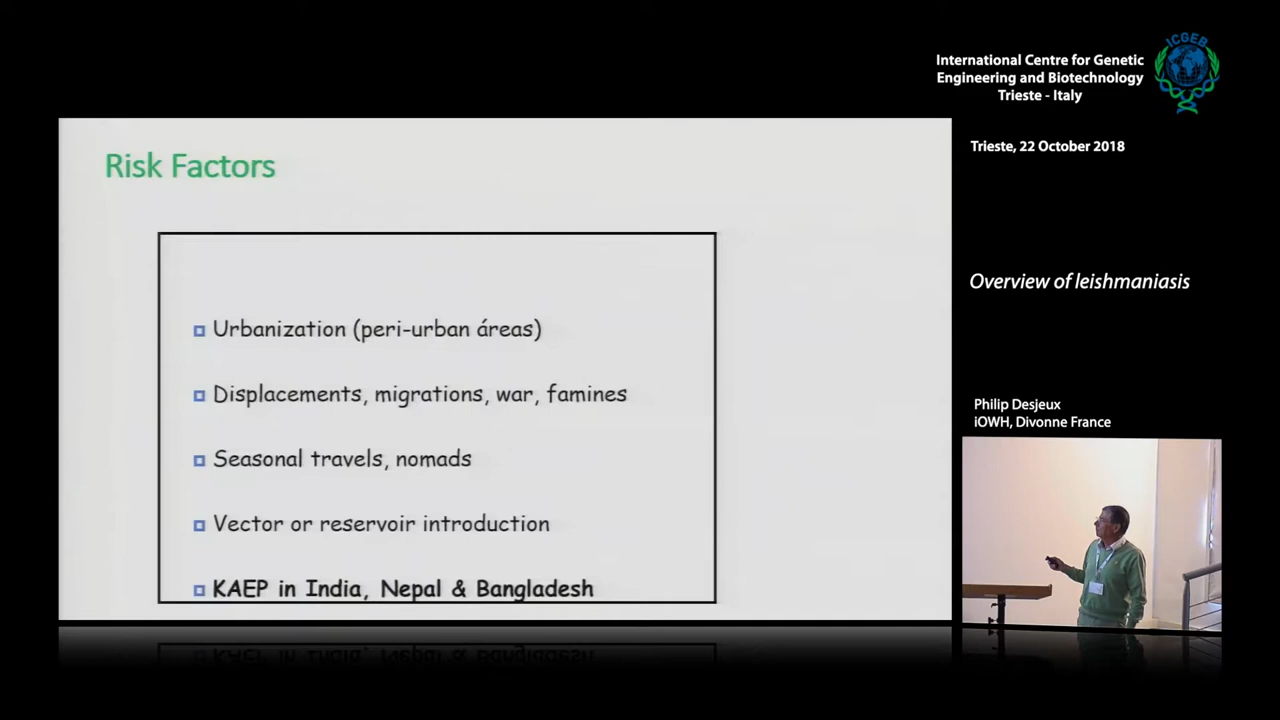 ICGEB
International Centre for Genetic
Engineering and Biotechnology
Trieste - Italy
Trieste, 22 October 2018
Risk Factors
Urbanization (peri-urban áreas)
Displacements, migrations, war, famines
Seasonal travels, nomads
Vector or reservoir introduction
KAEP in India, Nepal & Bangladesh
Overview of leishmaniasis
Philip Desjeux
iOWH, Divonne France